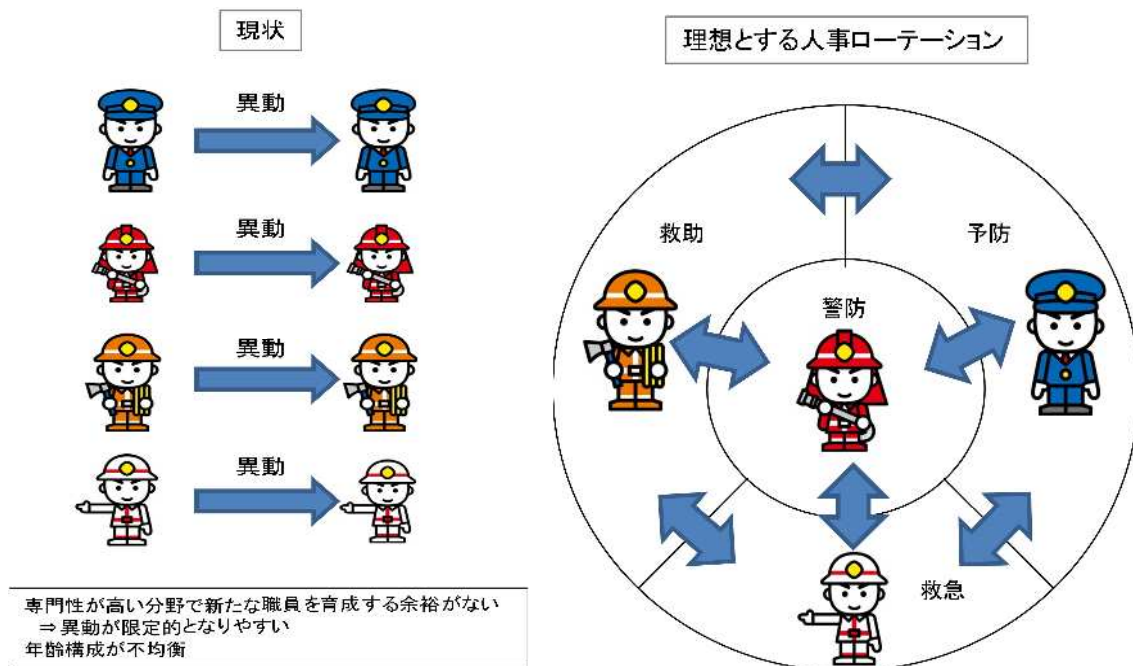 現状
異動
異動
異動
異動
専門性が高い分野で新たな職員を育成する余裕がない
⇒異動が限定的となりやすい
年齢構成が不均衡
理想とする人事ローテーション
救助
予防
警防
救急